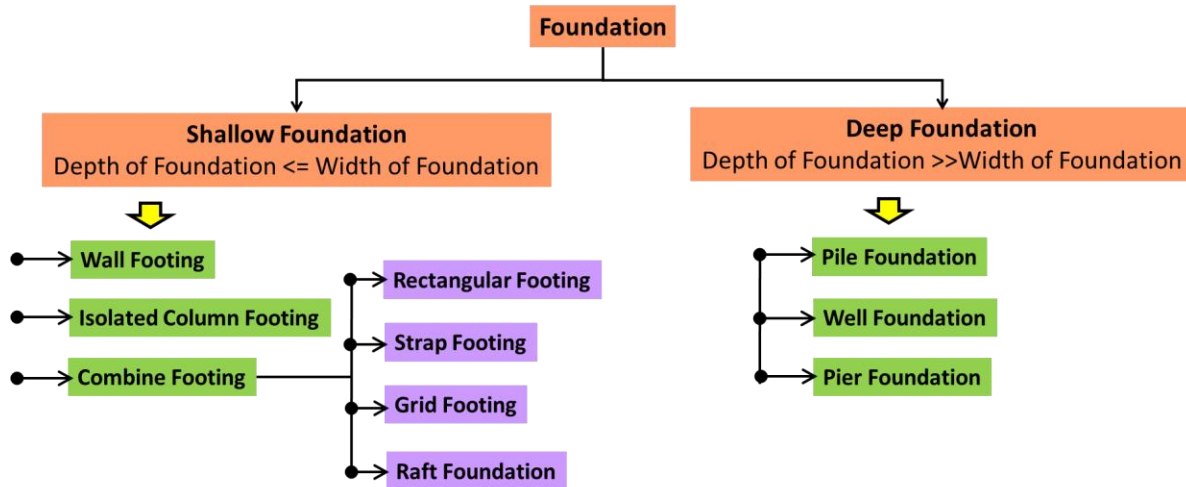 Foundation
Shallow Foundation
Depth of Foundation <= Width of Foundation
Deep Foundation
Depth of Foundation >>Width of Foundation
Wall Footing
Isolated Column Footing
Combine Footing
Rectangular Footing
Strap Footing
Grid Footing
Raft Foundation
Pile Foundation
Well Foundation
Pier Foundation